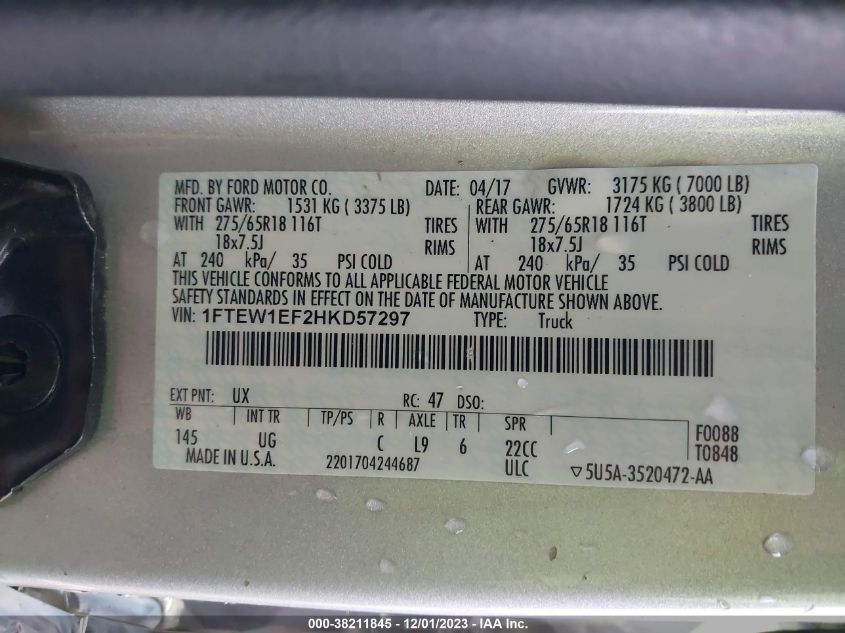 MFD. BY FORD MOTOR CO. DATE: 04/17 GVWR: 3175 KG ( 7000 LB)
FRONT GAWR: 1531 KG ( 3375 LB) REAR GAWR: 1724 KG ( 3800 LB)
WITH 275/65R18 116T TIRES WITH 275/65R18 116T TIRES
18x7.5J RIMS 18x7.5J RIMS
AT 240 kPa/ 35 PSI COLD AT 240 kPa/ 35 PSI COLD
THIS VEHICLE CONFORMS TO ALL APPLICABLE FEDERAL MOTOR VEHICLE
SAFETY STANDARDS IN EFFECT ON THE DATE OF MANUFACTURE SHOWN ABOVE.
VIN: 1FTEW1EF2HKD57297 TYPE: Truck
EXT PNT: UX RC: 47 DSO:
WB INT TR TP/PS R AXLE TR SPR
145 UG C L9 6 22CC F0088
ULC T0848
MADE IN U.S.A. 2201704244687 ▽5U5A-3520472-AA
000-38211845 - 12/01/2023 - IAA Inc.